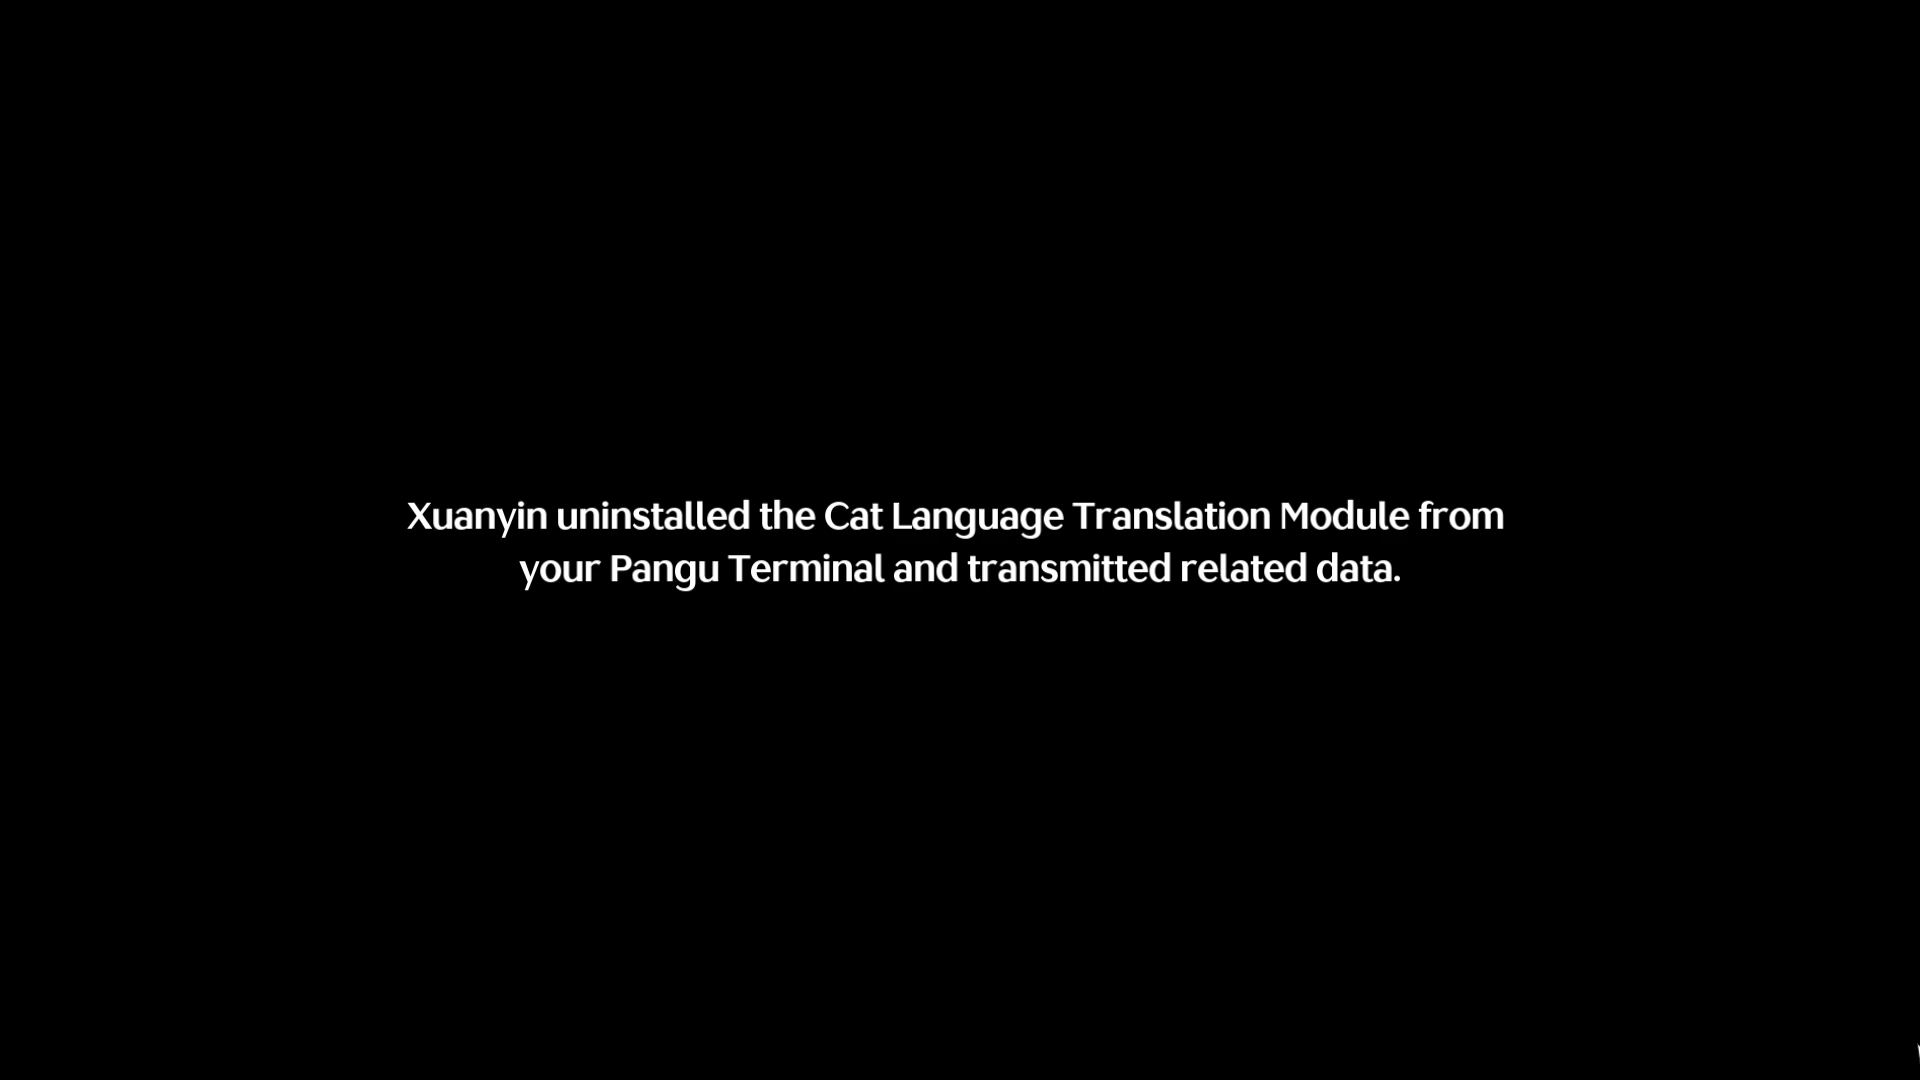 Xuanyin uninstalled the Cat Language Translation Module from
your Pangu Terminal and transmitted related data.